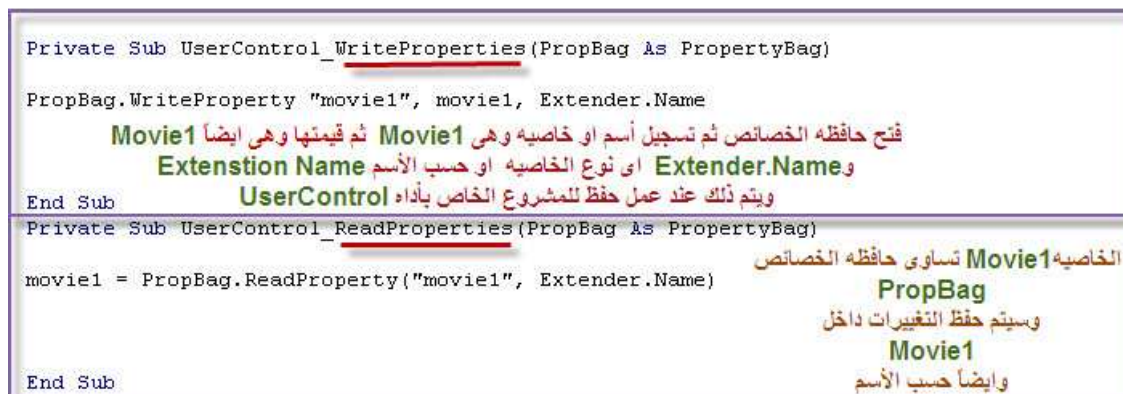 Private Sub UserControl_WriteProperties(PropBag As PropertyBag)
PropBag.WriteProperty "movie1", movie1, Extender.Name
فتح حافظه الخصائص ثم تسجيل أسم او خاصيه وهى Movie1 ثم قيمتها وهى ايضاً Movie1
وExtender.Name اى نوع الخاصيه او حسب الأسم Extenstion Name
ويتم ذلك عند عمل حفظ للمشروع الخاص بأداه UserControl
End Sub
Private Sub UserControl_ReadProperties(PropBag As PropertyBag)
movie1 = PropBag.ReadProperty("movie1", Extender.Name)
الخاصيهMovie1 تساوى حافظه الخصائص
PropBag
وسيتم حفظ التغييرات داخل
Movie1
وايضاً حسب الأسم
End Sub